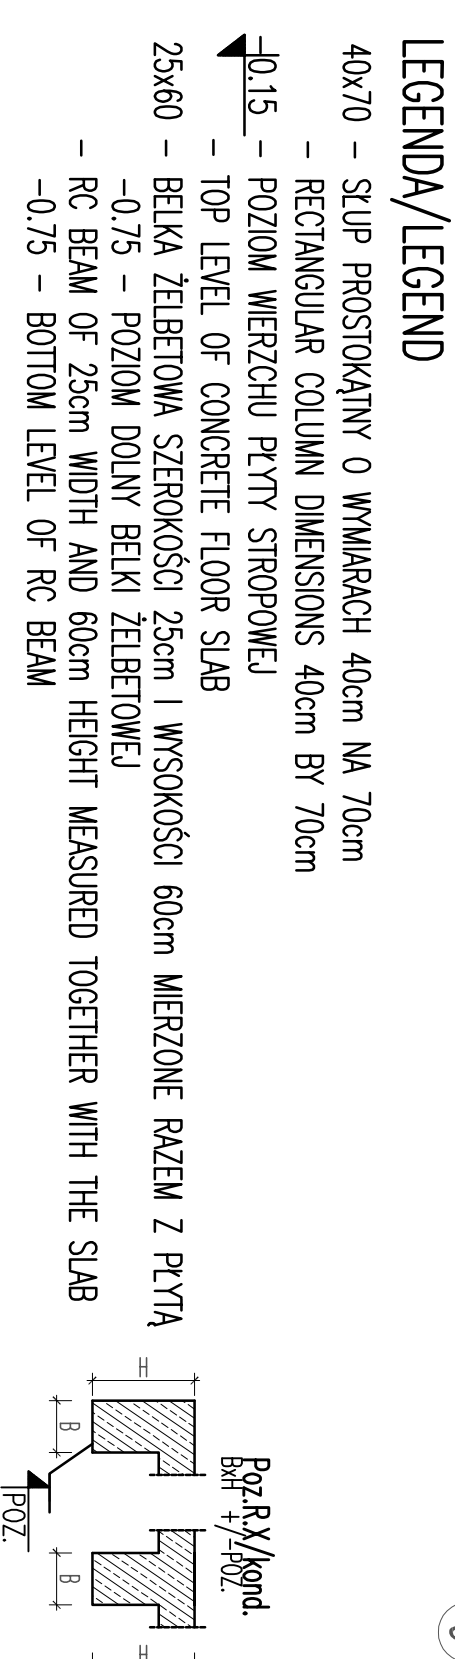 LEGENDA/LEGEND
40x70 - SŁUP PROSTOKĄTNY O WYMIARACH 40cm NA 70cm
- RECTANGULAR COLUMN DIMENSIONS 40cm BY 70cm
-0.15 - POZIOM WIERZCHU PŁYTY STROPOWEJ
- TOP LEVEL OF CONCRETE FLOOR SLAB
25x60 - BELKA ŻELBETOWA SZEROKOŚCI 25cm I WYSOKOŚCI 60cm MIERZONE RAZEM Z PŁYTĄ
-0.75 - POZIOM DOLNY BELKI ŻELBETOWEJ
- RC BEAM OF 25cm WIDTH AND 60cm HEIGHT MEASURED TOGETHER WITH THE SLAB
-0.75 - BOTTOM LEVEL OF RC BEAM
Poz.R.X/kond.
BxH +/-POZ.
H
B
POZ.
B
H